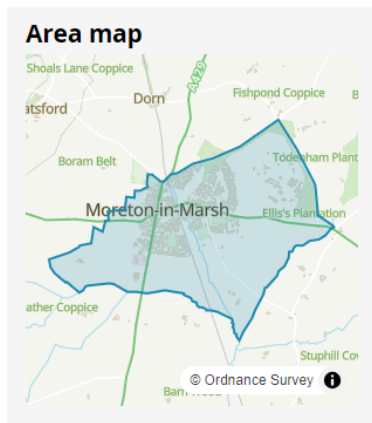 Area map
Shoals Lane Coppice
A429
Fishpond Coppice
Dorn
atsford
Boram Belt
Todenham Plant
Moreton-in-Marsh
Ellis's Plantation
ather Coppice
Stuphill Cov
© Ordnance Survey